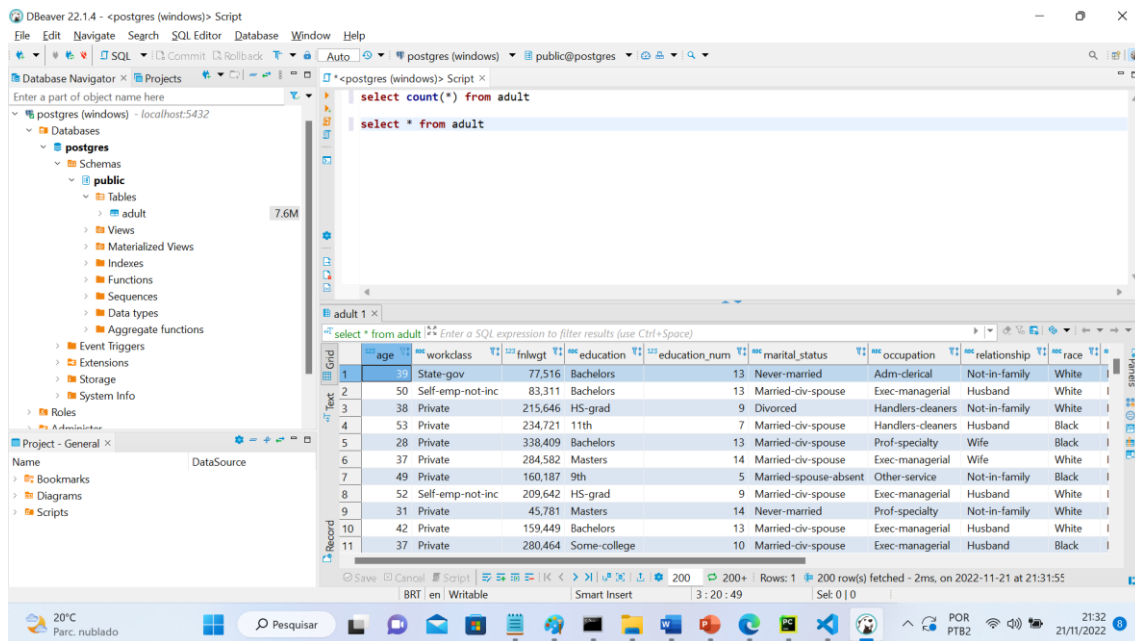 DBeaver 22.1.4 - <postgres (windows)> Script
File Edit Navigate Search SQL Editor Database Window Help
SQL Commit Rollback Auto postgres (windows) public@postgres
Database Navigator Projects
*<postgres (windows)> Script
Enter a part of object name here
select count(*) from adult
select * from adult
postgres (windows) - localhost:5432
Databases
postgres
Schemas
public
Tables
adult 7.6M
Views
Materialized Views
Indexes
Functions
Sequences
Data types
Aggregate functions
Event Triggers
Extensions
Storage
System Info
Roles
Project - General
Name DataSource
Bookmarks
Diagrams
Scripts
adult 1
select * from adult Enter a SQL expression to filter results (use Ctrl+Space)
Grid
Text
Record
Panels
123 age ABC workclass 123 fnlwgt ABC education 123 education_num ABC marital_status ABC occupation ABC relationship ABC race
1 39 State-gov 77,516 Bachelors 13 Never-married Adm-clerical Not-in-family White
2 50 Self-emp-not-inc 83,311 Bachelors 13 Married-civ-spouse Exec-managerial Husband White
3 38 Private 215,646 HS-grad 9 Divorced Handlers-cleaners Not-in-family White
4 53 Private 234,721 11th 7 Married-civ-spouse Handlers-cleaners Husband Black
5 28 Private 338,409 Bachelors 13 Married-civ-spouse Prof-specialty Wife Black
6 37 Private 284,582 Masters 14 Married-civ-spouse Exec-managerial Wife White
7 49 Private 160,187 9th 5 Married-spouse-absent Other-service Not-in-family Black
8 52 Self-emp-not-inc 209,642 HS-grad 9 Married-civ-spouse Exec-managerial Husband White
9 31 Private 45,781 Masters 14 Never-married Prof-specialty Not-in-family White
10 42 Private 159,449 Bachelors 13 Married-civ-spouse Exec-managerial Husband White
11 37 Private 280,464 Some-college 10 Married-civ-spouse Exec-managerial Husband Black
Save Cancel Script 200 200+ Rows: 1 200 row(s) fetched - 2ms, on 2022-11-21 at 21:31:55
BRT en Writable Smart Insert 3 : 20 : 49 Sel: 0 | 0
20°C
Parc. nublado
Pesquisar
POR
PTB2
21:32
21/11/2022
8